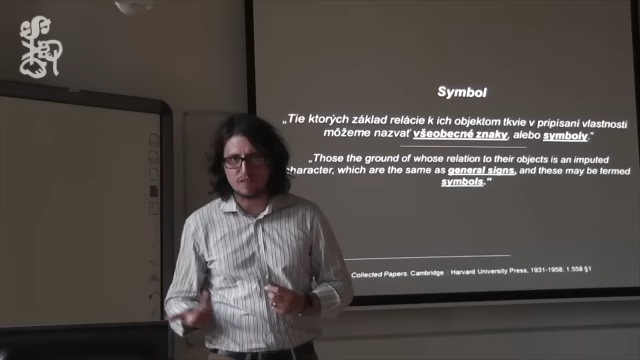 Symbol
„Tie ktorých základ relácie k ich objektom tkvie v pripísaní vlastnosti
môžeme nazvať všeobecné znaky, alebo symboly.“
„Those the ground of whose relation to their objects is an imputed
character, which are the same as general signs, and these may be termed
symbols.“
Collected Papers. Cambridge : Harvard University Press, 1931-1958. 1.558 §1